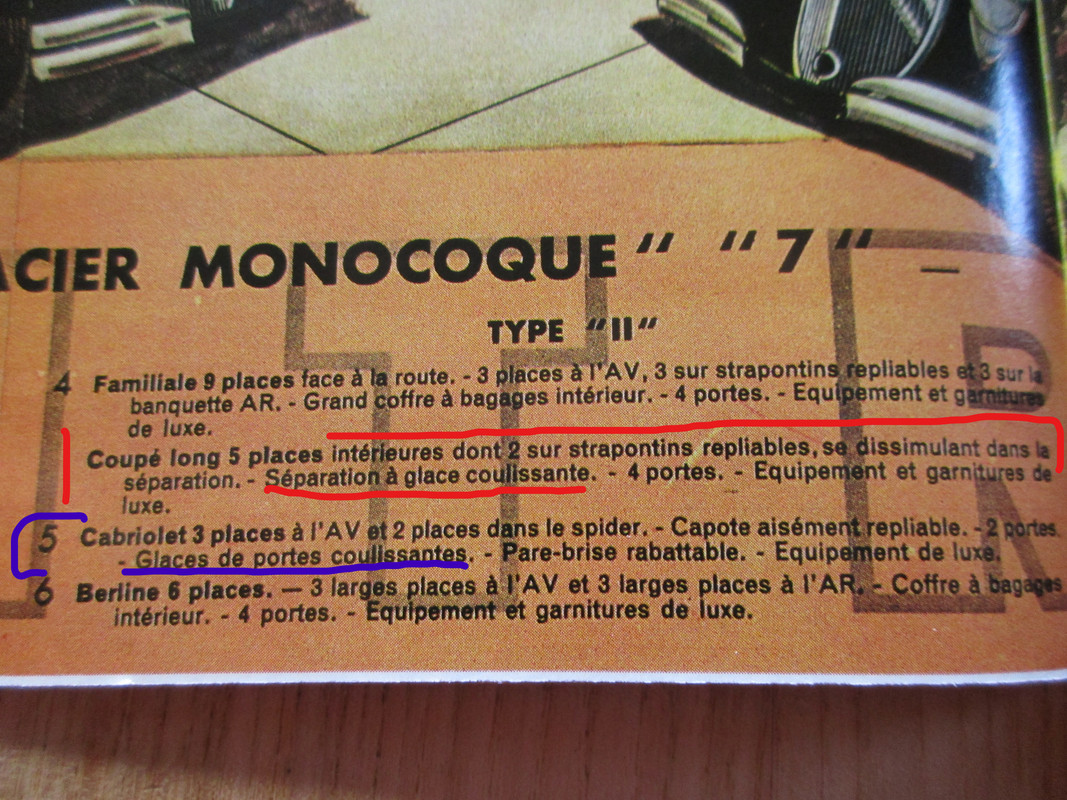 ACIER MONOCOQUE " " 7 " –
TYPE "11"
4 Familiale 9 places face à la route. - 3 places à l'AV, 3 sur strapontins repliables et 3 sur la
banquette AR. - Grand coffre à bagages intérieur. - 4 portes. - Equipement et garnitures
de luxe.
Coupé long 5 places intérieures dont 2 sur strapontins repliables, se dissimulant dans la
séparation. - Séparation à glace coulissante. - 4 portes. - Equipement et garnitures de
luxe.
5 Cabriolet 3 places à l'AV et 2 places dans le spider. - Capote aisément repliable. - 2 portes.
- Glaces de portes coulissantes. - Pare-brise rabattable. - Equipement de luxe.
6 Berline 6 places. — 3 larges places à l'AV et 3 larges places à l'AR. - Coffre à bagages
intérieur. - 4 portes. - Equipement et garnitures de luxe.